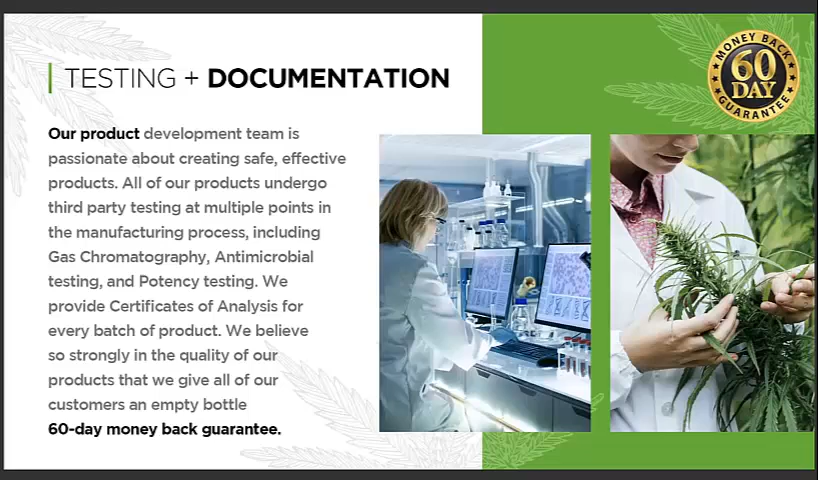 TESTING + DOCUMENTATION
MONEY BACK
60
DAY
GUARANTEE
Our product development team is
passionate about creating safe, effective
products. All of our products undergo
third party testing at multiple points in
the manufacturing process, including
Gas Chromatography, Antimicrobial
testing, and Potency testing. We
provide Certificates of Analysis for
every batch of product. We believe
so strongly in the quality of our
products that we give all of our
customers an empty bottle
60-day money back guarantee.